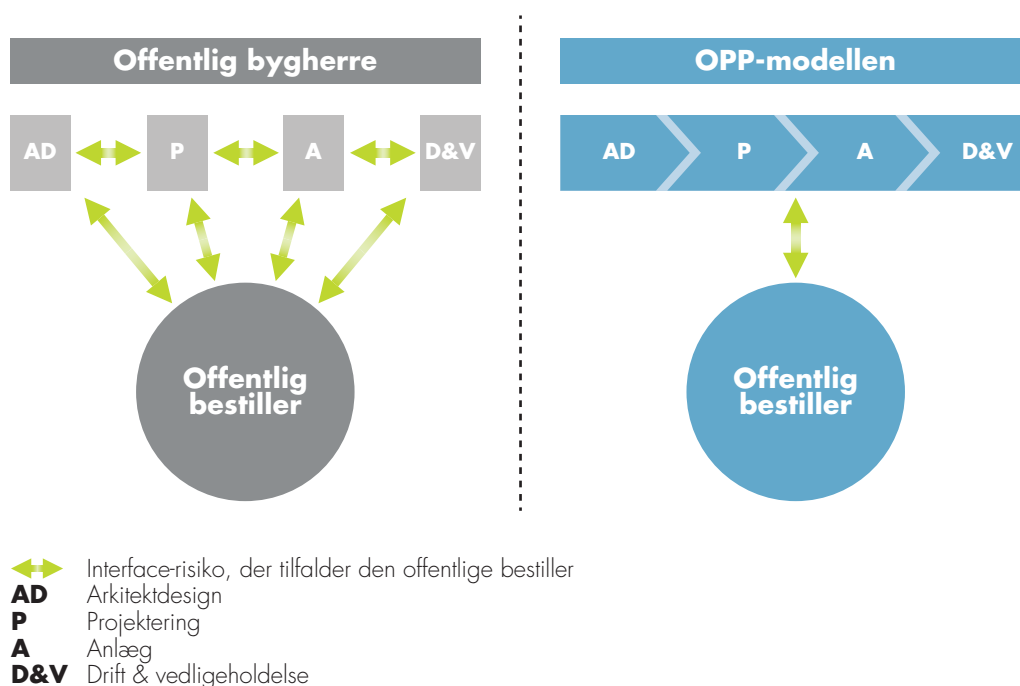 Offentlig bygherre
AD
P
A
D&V
Offentlig
bestiller
OPP-modellen
AD
P
A
D&V
Offentlig
bestiller
Interface-risiko, der tilfalder den offentlige bestiller
AD Arkitektdesign
P Projektering
A Anlæg
D&V Drift & vedligeholdelse